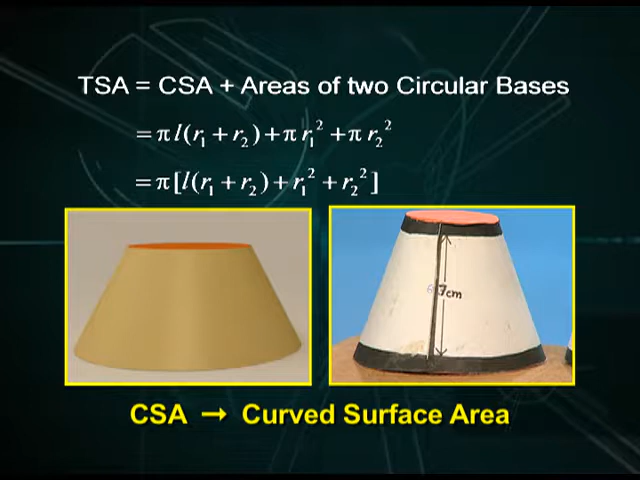 TSA = CSA + Areas of two Circular Bases
= π l(r₁ + r₂) + π r₁² + π r₂²
= π[l(r₁ + r₂) + r₁² + r₂²]
cm
CSA → Curved Surface Area